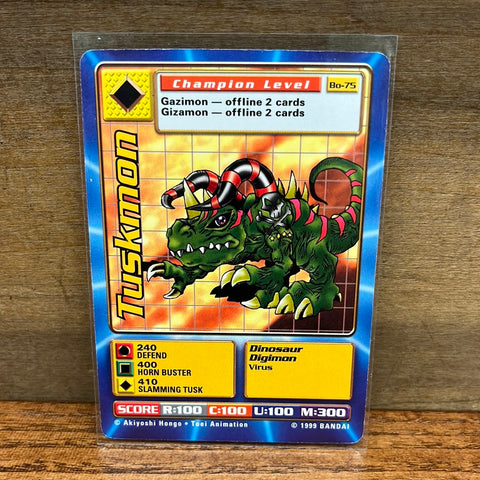 Champion Level Bo-75
Gazimon — offline 2 cards
Gizamon — offline 2 cards
Tuskmon
240
DEFEND
400
HORN BUSTER
410
SLAMMING TUSK
Dinosaur
Digimon
Virus
SCORE R:100 C:100 U:100 M:300
© Akiyoshi Hongo • Toei Animation © 1999 BANDAI